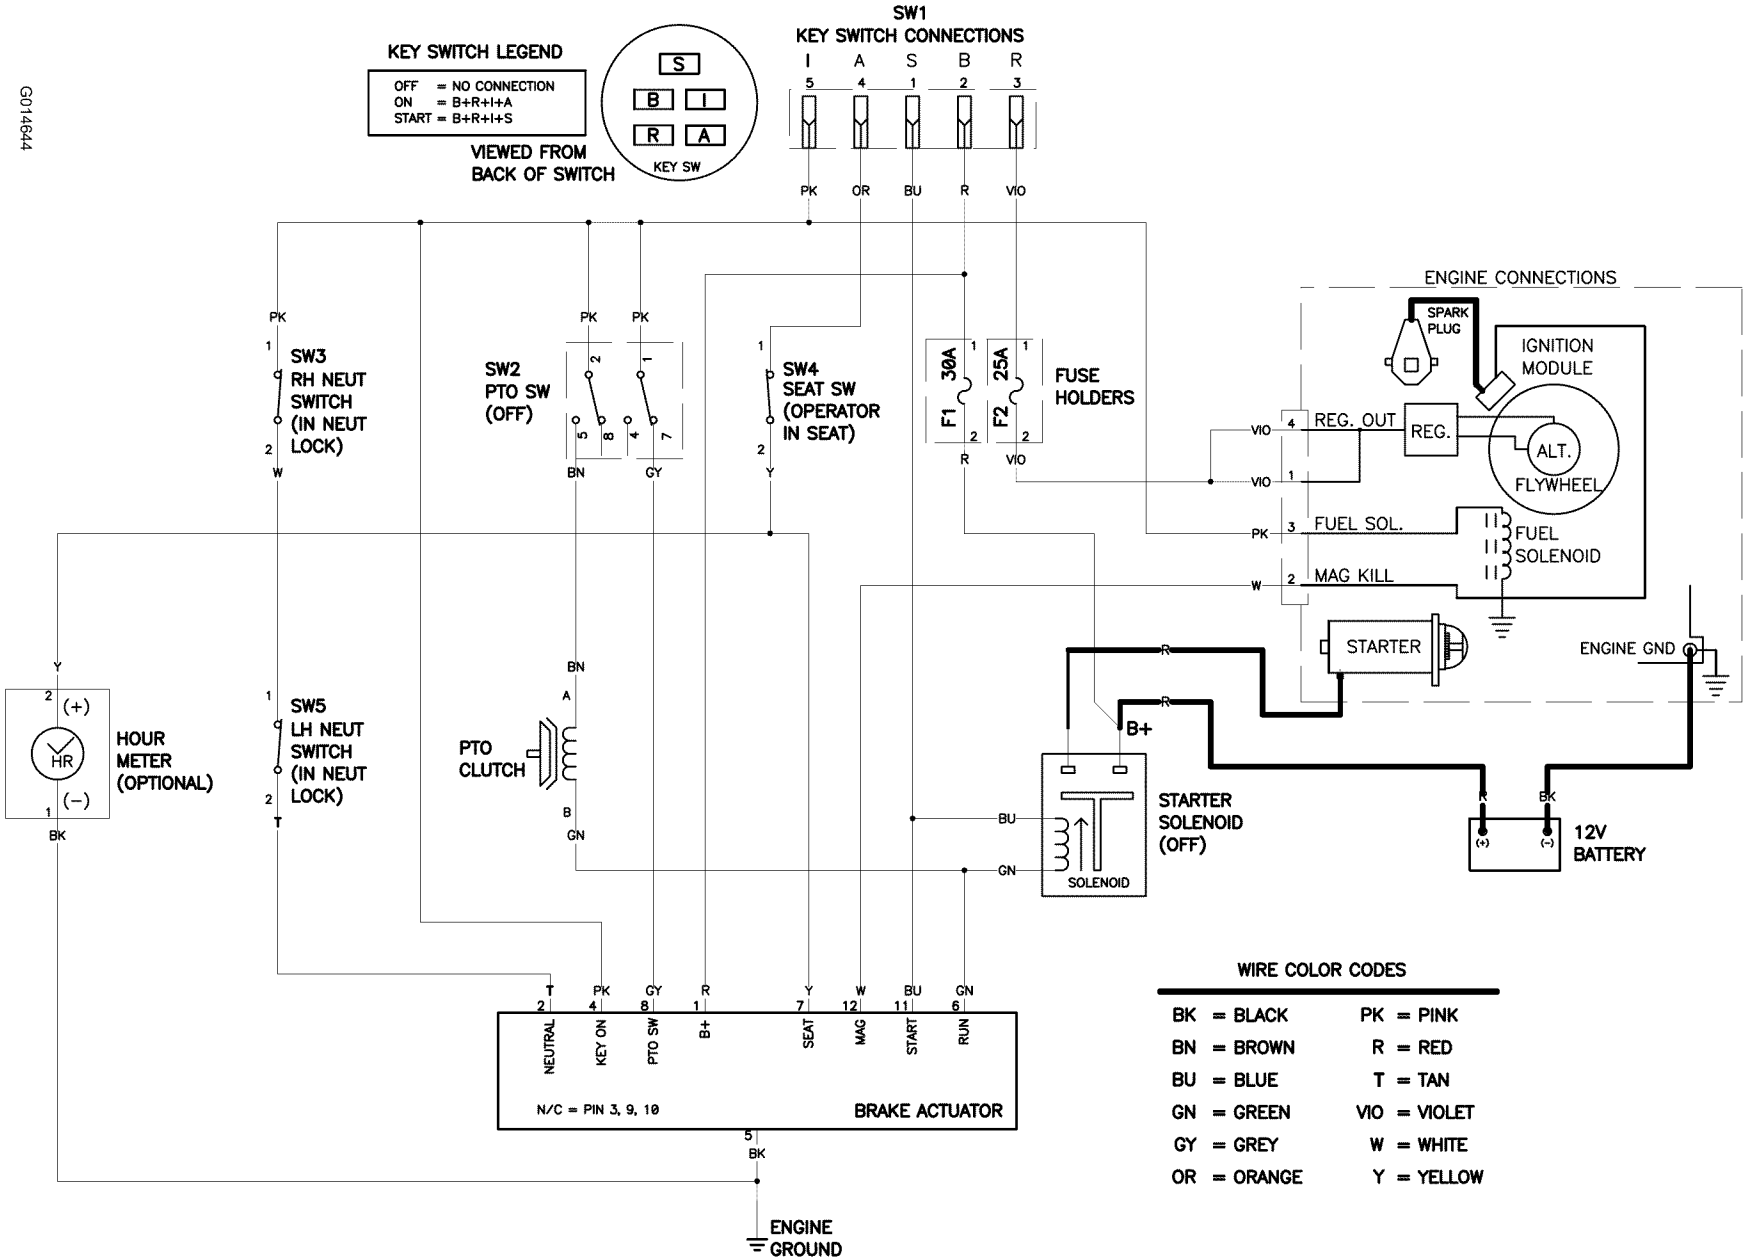 G014644
KEY SWITCH LEGEND
OFF = NO CONNECTION
ON = B+R+I+A
START = B+R+I+S
VIEWED FROM
BACK OF SWITCH
S
B I
R A
KEY SW
SW1
KEY SWITCH CONNECTIONS
I A S B R
5 4 1 2 3
PK OR BU R VIO
PK
1
SW3
RH NEUT
SWITCH
(IN NEUT
LOCK)
2
W
PK PK
2 1
SW2
PTO SW
(OFF)
5 8 4 7
BN GY
1
SW4
SEAT SW
(OPERATOR
IN SEAT)
2
Y
1 1
30A 25A
F1 F2
2 2
R VIO
FUSE
HOLDERS
ENGINE CONNECTIONS
SPARK
PLUG
IGNITION
MODULE
VIO 4 REG. OUT
REG.
ALT.
FLYWHEEL
VIO 1
PK 3 FUEL SOL.
FUEL
SOLENOID
W 2 MAG KILL
STARTER
ENGINE GND
R
R
B+
Y
2 (+)
HR
1 (-)
BK
HOUR
METER
(OPTIONAL)
1
SW5
LH NEUT
SWITCH
(IN NEUT
LOCK)
2
T
BN
A
PTO
CLUTCH
B
GN
BU
GN
SOLENOID
STARTER
SOLENOID
(OFF)
R BK
(+) (-)
12V
BATTERY
T PK GY R Y W BU GN
2 4 8 1 7 12 11 6
NEUTRAL
KEY ON
PTO SW
B+
SEAT
MAG
START
RUN
N/C = PIN 3, 9, 10
BRAKE ACTUATOR
5
BK
ENGINE
GROUND
WIRE COLOR CODES
BK = BLACK PK = PINK
BN = BROWN R = RED
BU = BLUE T = TAN
GN = GREEN VIO = VIOLET
GY = GREY W = WHITE
OR = ORANGE Y = YELLOW